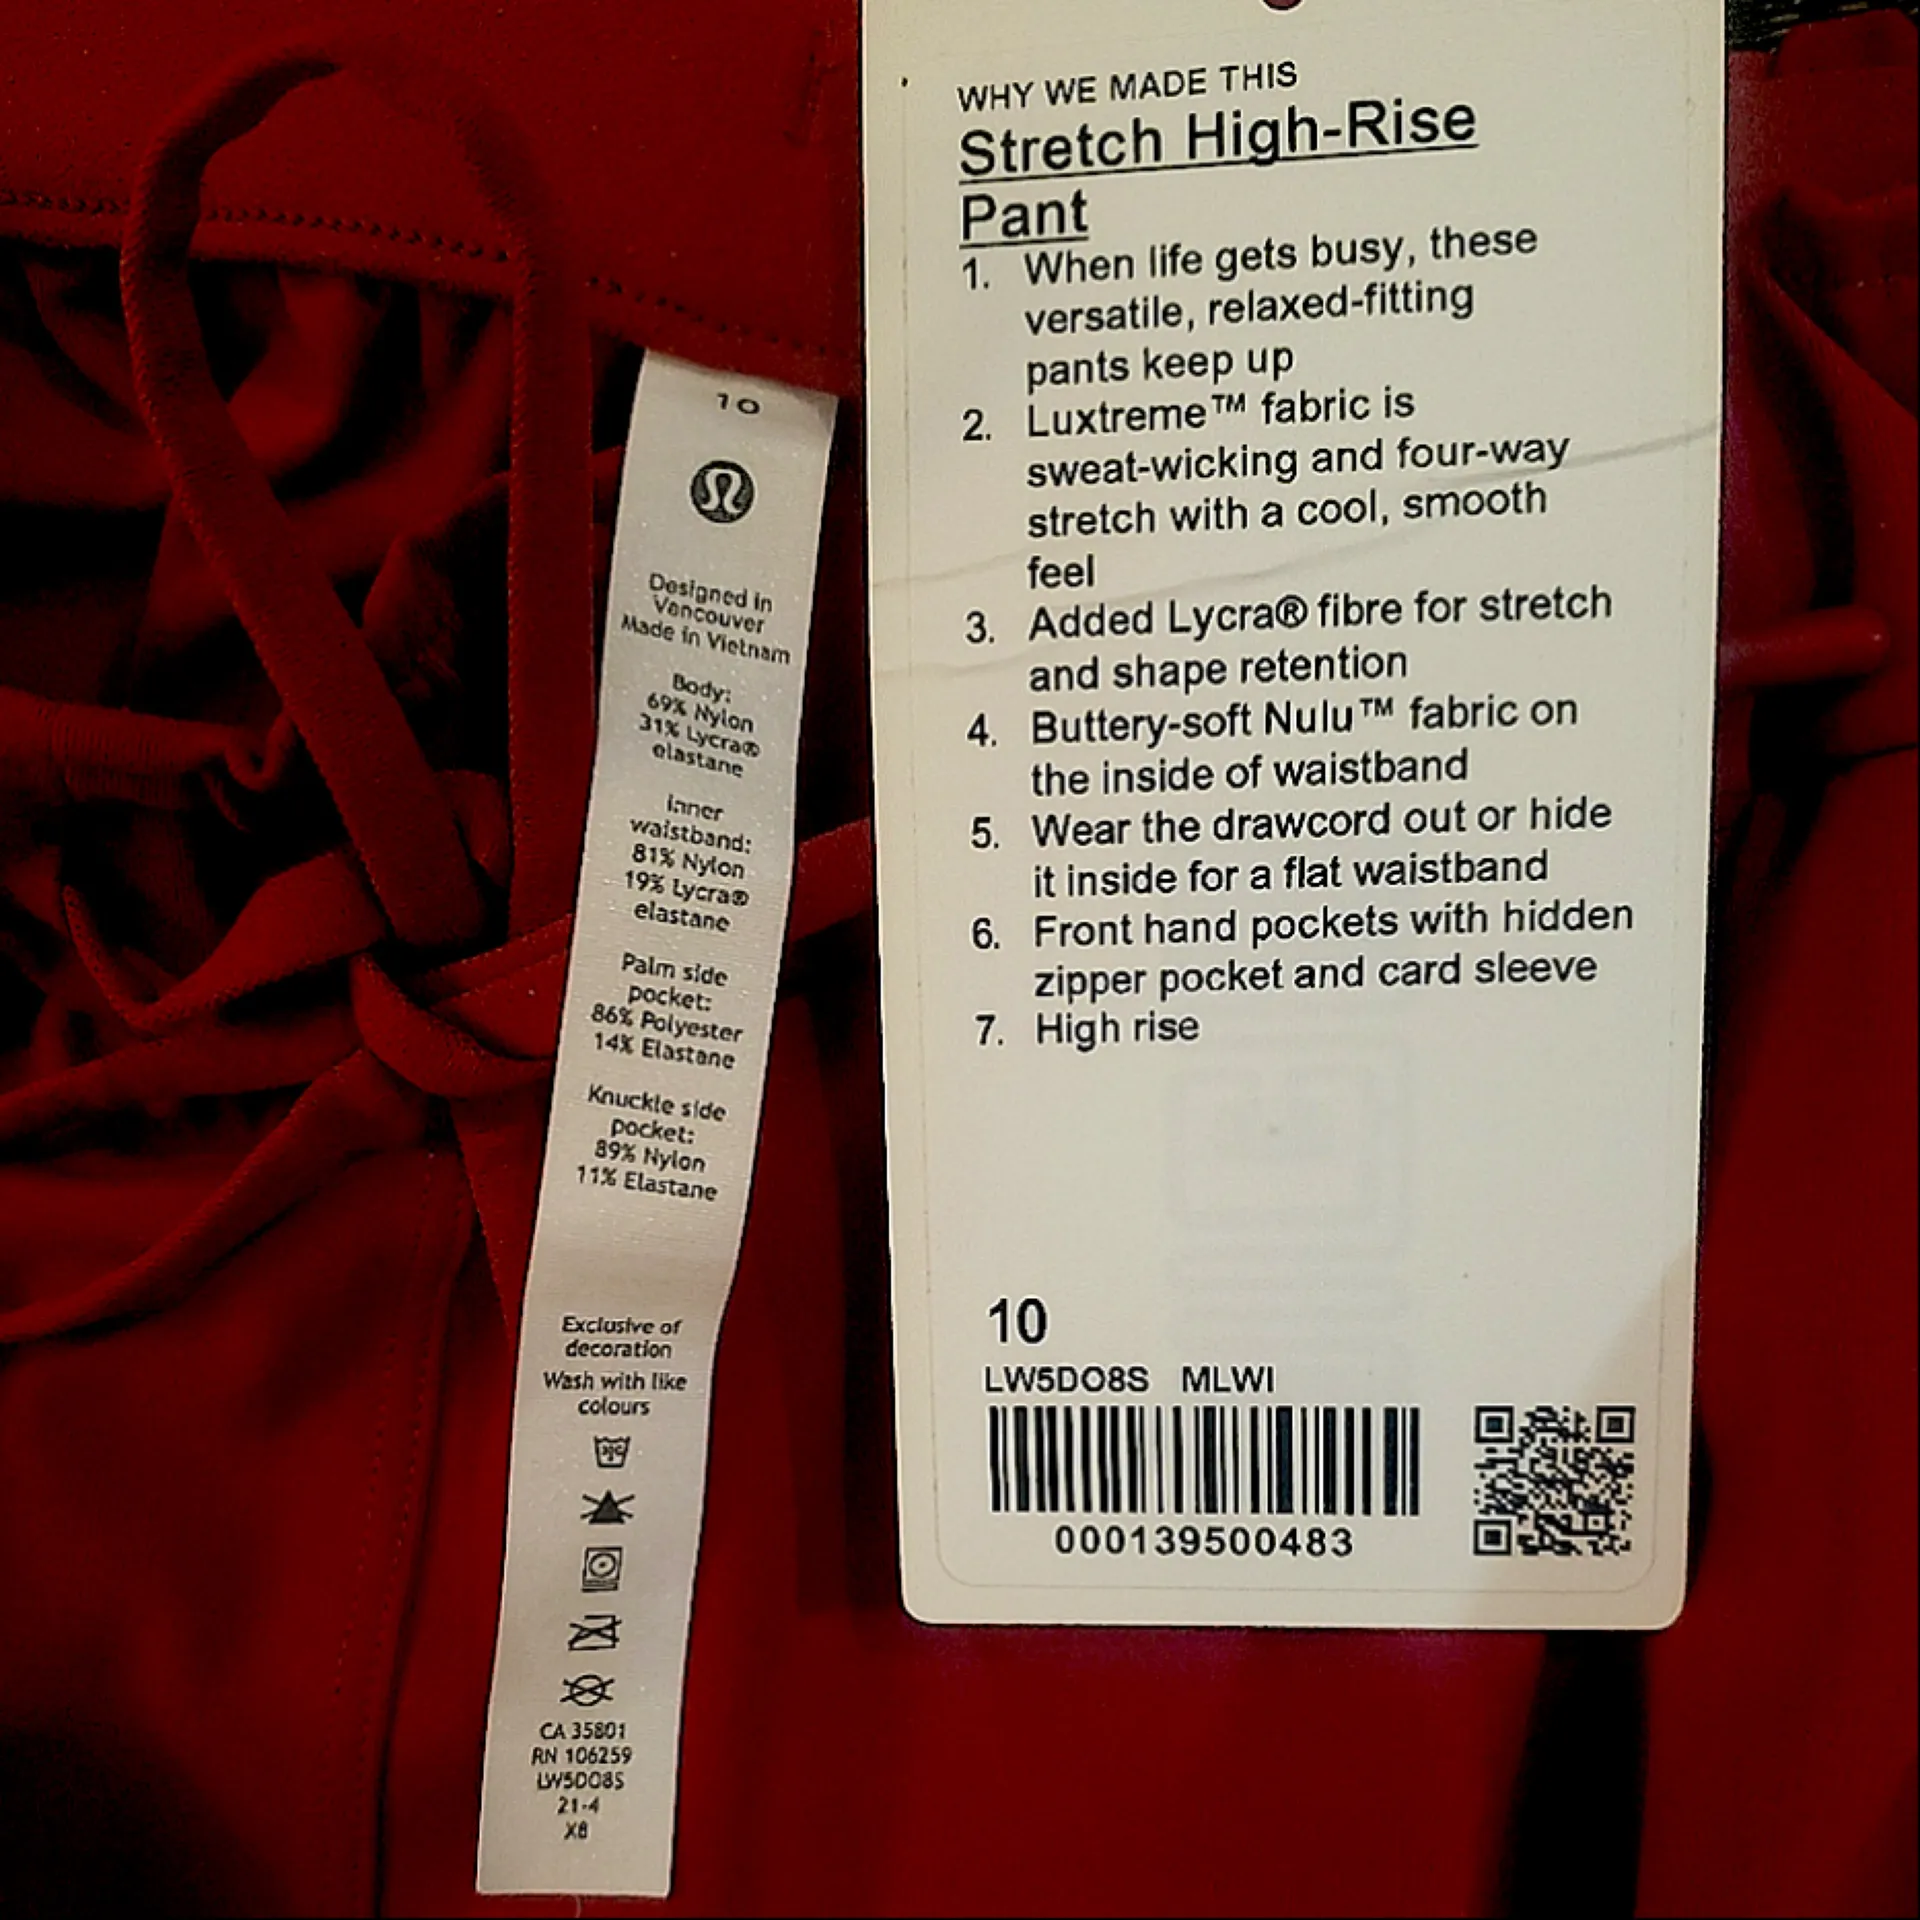 10
Designed in
Vancouver
Made in Vietnam
Body:
69% Nylon
31% Lycra®
elastane
Inner
waistband:
81% Nylon
19% Lycra®
elastane
Palm side
pocket:
86% Polyester
14% Elastane
Knuckle side
pocket:
89% Nylon
11% Elastane
Exclusive of
decoration
Wash with like
colours
CA 35801
RN 106259
LW5DO8S
21-4
X8
WHY WE MADE THIS
Stretch High-Rise
Pant
1. When life gets busy, these
versatile, relaxed-fitting
pants keep up
2. Luxtreme™ fabric is
sweat-wicking and four-way
stretch with a cool, smooth
feel
3. Added Lycra® fibre for stretch
and shape retention
4. Buttery-soft Nulu™ fabric on
the inside of waistband
5. Wear the drawcord out or hide
it inside for a flat waistband
6. Front hand pockets with hidden
zipper pocket and card sleeve
7. High rise
10
LW5DO8S MLWI
000139500483